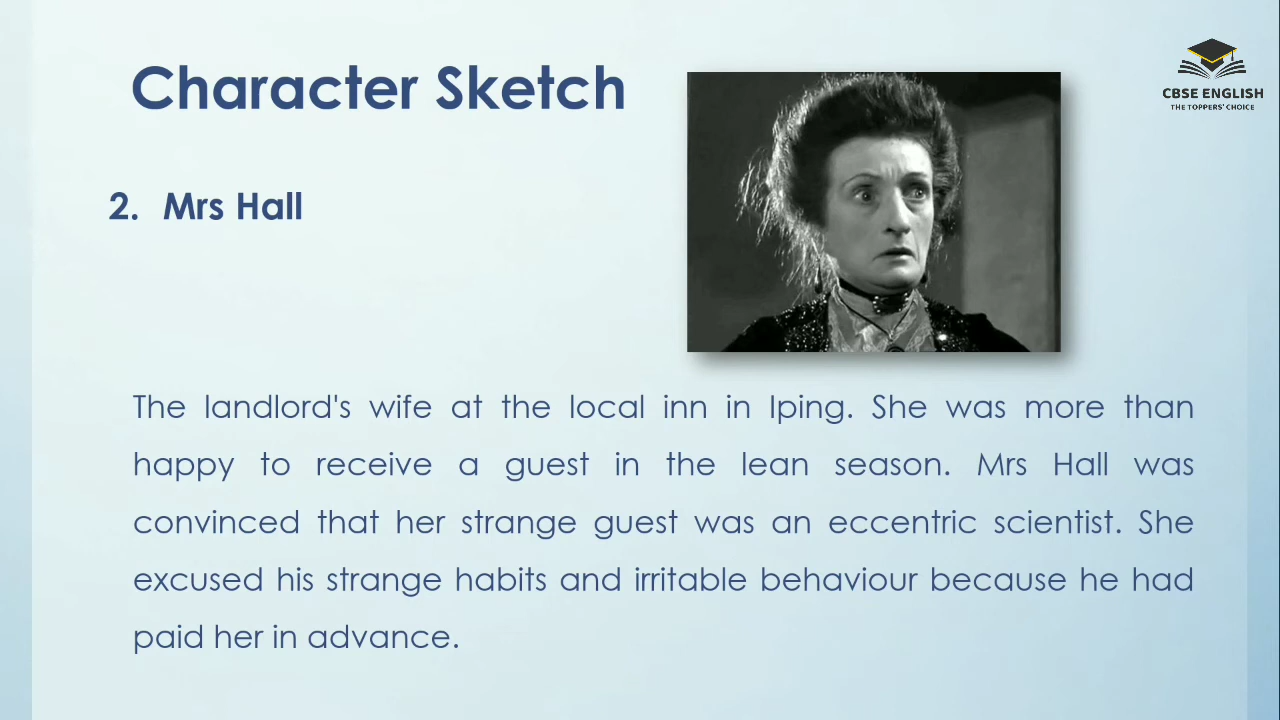 Character Sketch
CBSE ENGLISH
THE TOPPERS' CHOICE
2. Mrs Hall
The landlord's wife at the local inn in Iping. She was more than
happy to receive a guest in the lean season. Mrs Hall was
convinced that her strange guest was an eccentric scientist. She
excused his strange habits and irritable behaviour because he had
paid her in advance.